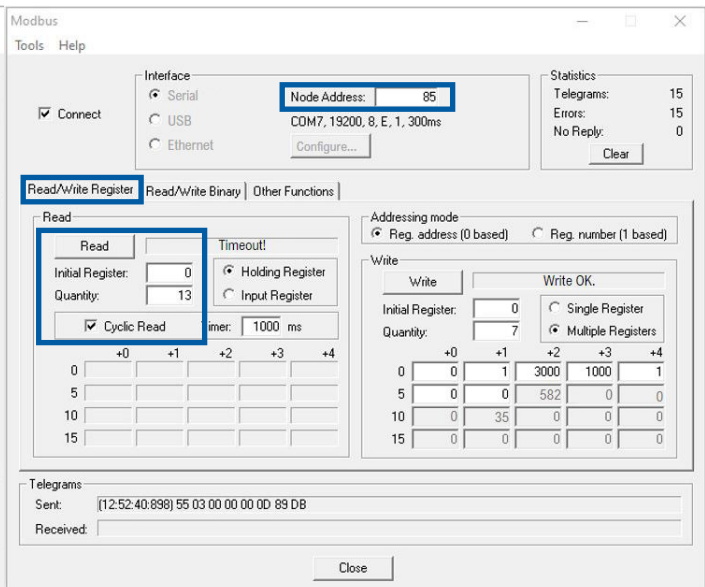 Modbus
Tools Help
Interface
Serial
USB
Ethernet
Connect
Node Address: 85
COM7, 19200, 8, E, 1, 300ms
Configure...
Statistics
Telegrams: 15
Errors: 15
No Reply: 0
Clear
Read/Write Register Read/Write Binary Other Functions
Read
Read Timeout!
Initial Register: 0
Quantity: 13
Holding Register
Input Register
Cyclic Read Timer: 1000 ms
+0 +1 +2 +3 +4
0
5
10
15
Addressing mode
Reg. address (0 based) Reg. number (1 based)
Write
Write Write OK.
Initial Register: 0
Quantity: 7
Single Register
Multiple Registers
+0 +1 +2 +3 +4
0 0 1 3000 1000 1
5 0 0 582 0 0
10 0 35 0 0 0
15 0 0 0 0 0
Telegrams
Sent: (12:52:40:898) 55 03 00 00 00 0D 89 DB
Received:
Close